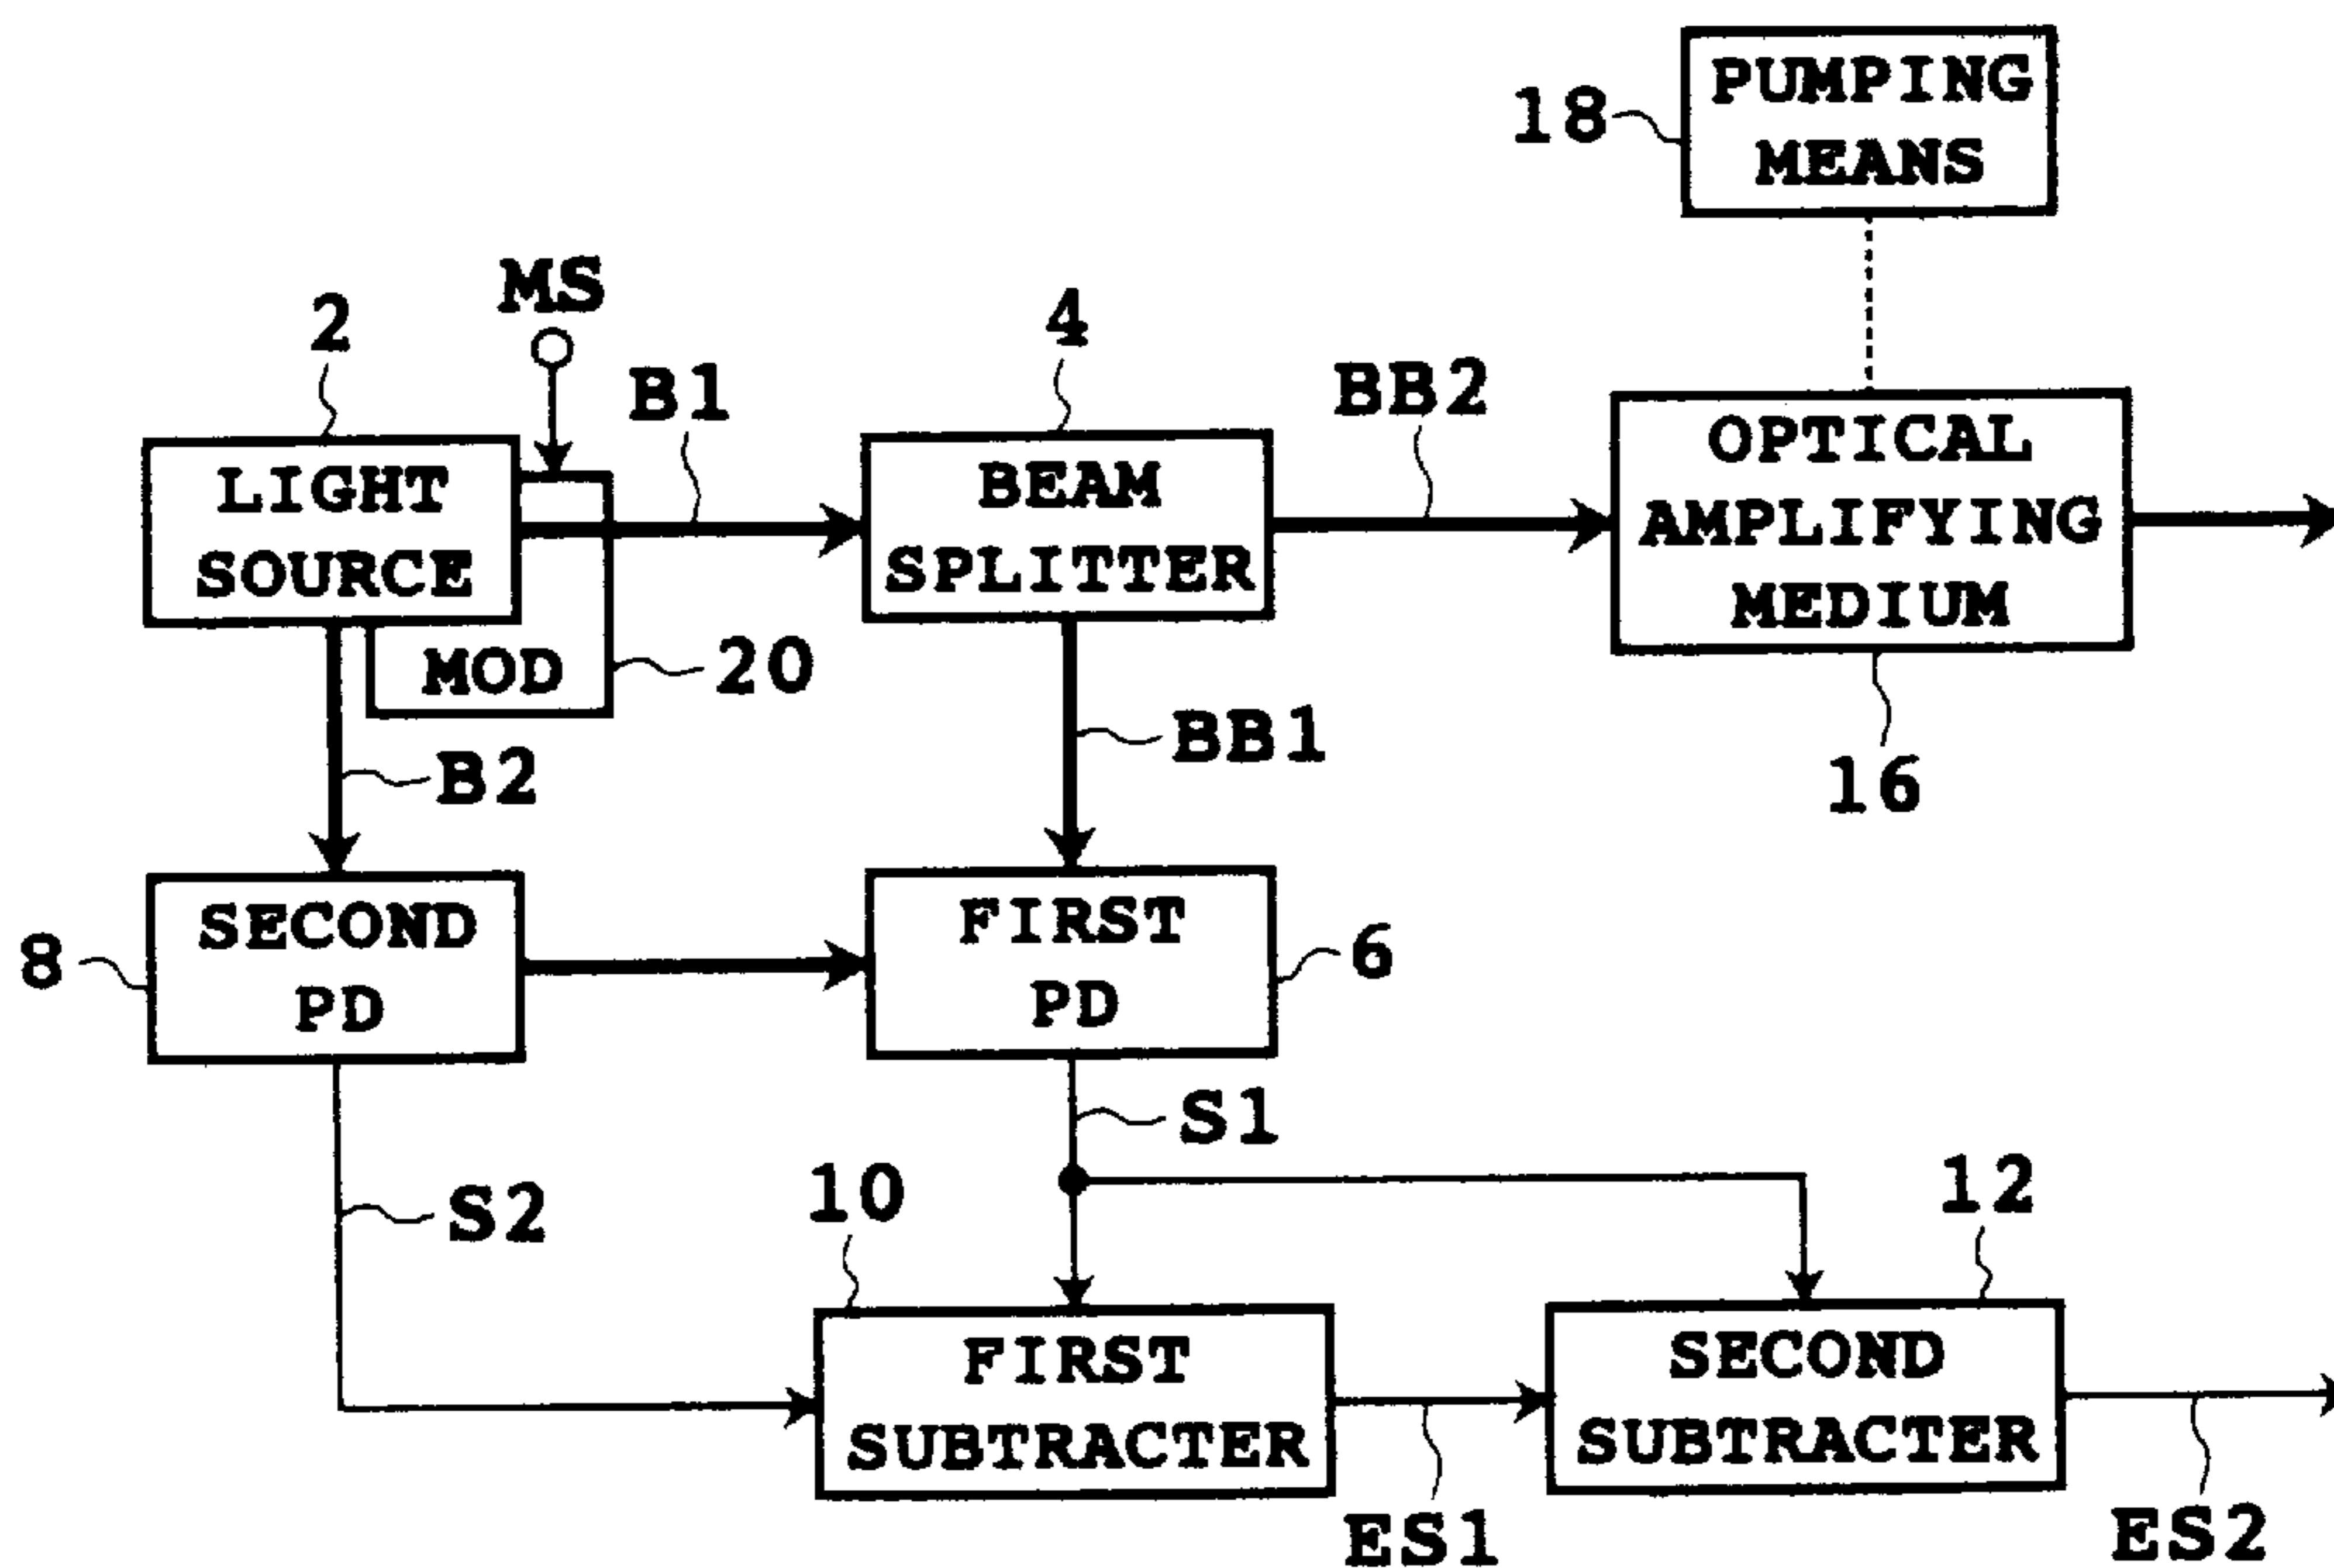 PUMPING
MEANS
18
MS
2
B1
4
BB2
LIGHT
SOURCE
BEAM
SPLITTER
OPTICAL
AMPLIFYING
MEDIUM
MOD
20
B2
BB1
16
SECOND
PD
8
FIRST
PD
6
S1
S2
10
12
FIRST
SUBTRACTER
SECOND
SUBTRACTER
ES1
ES2